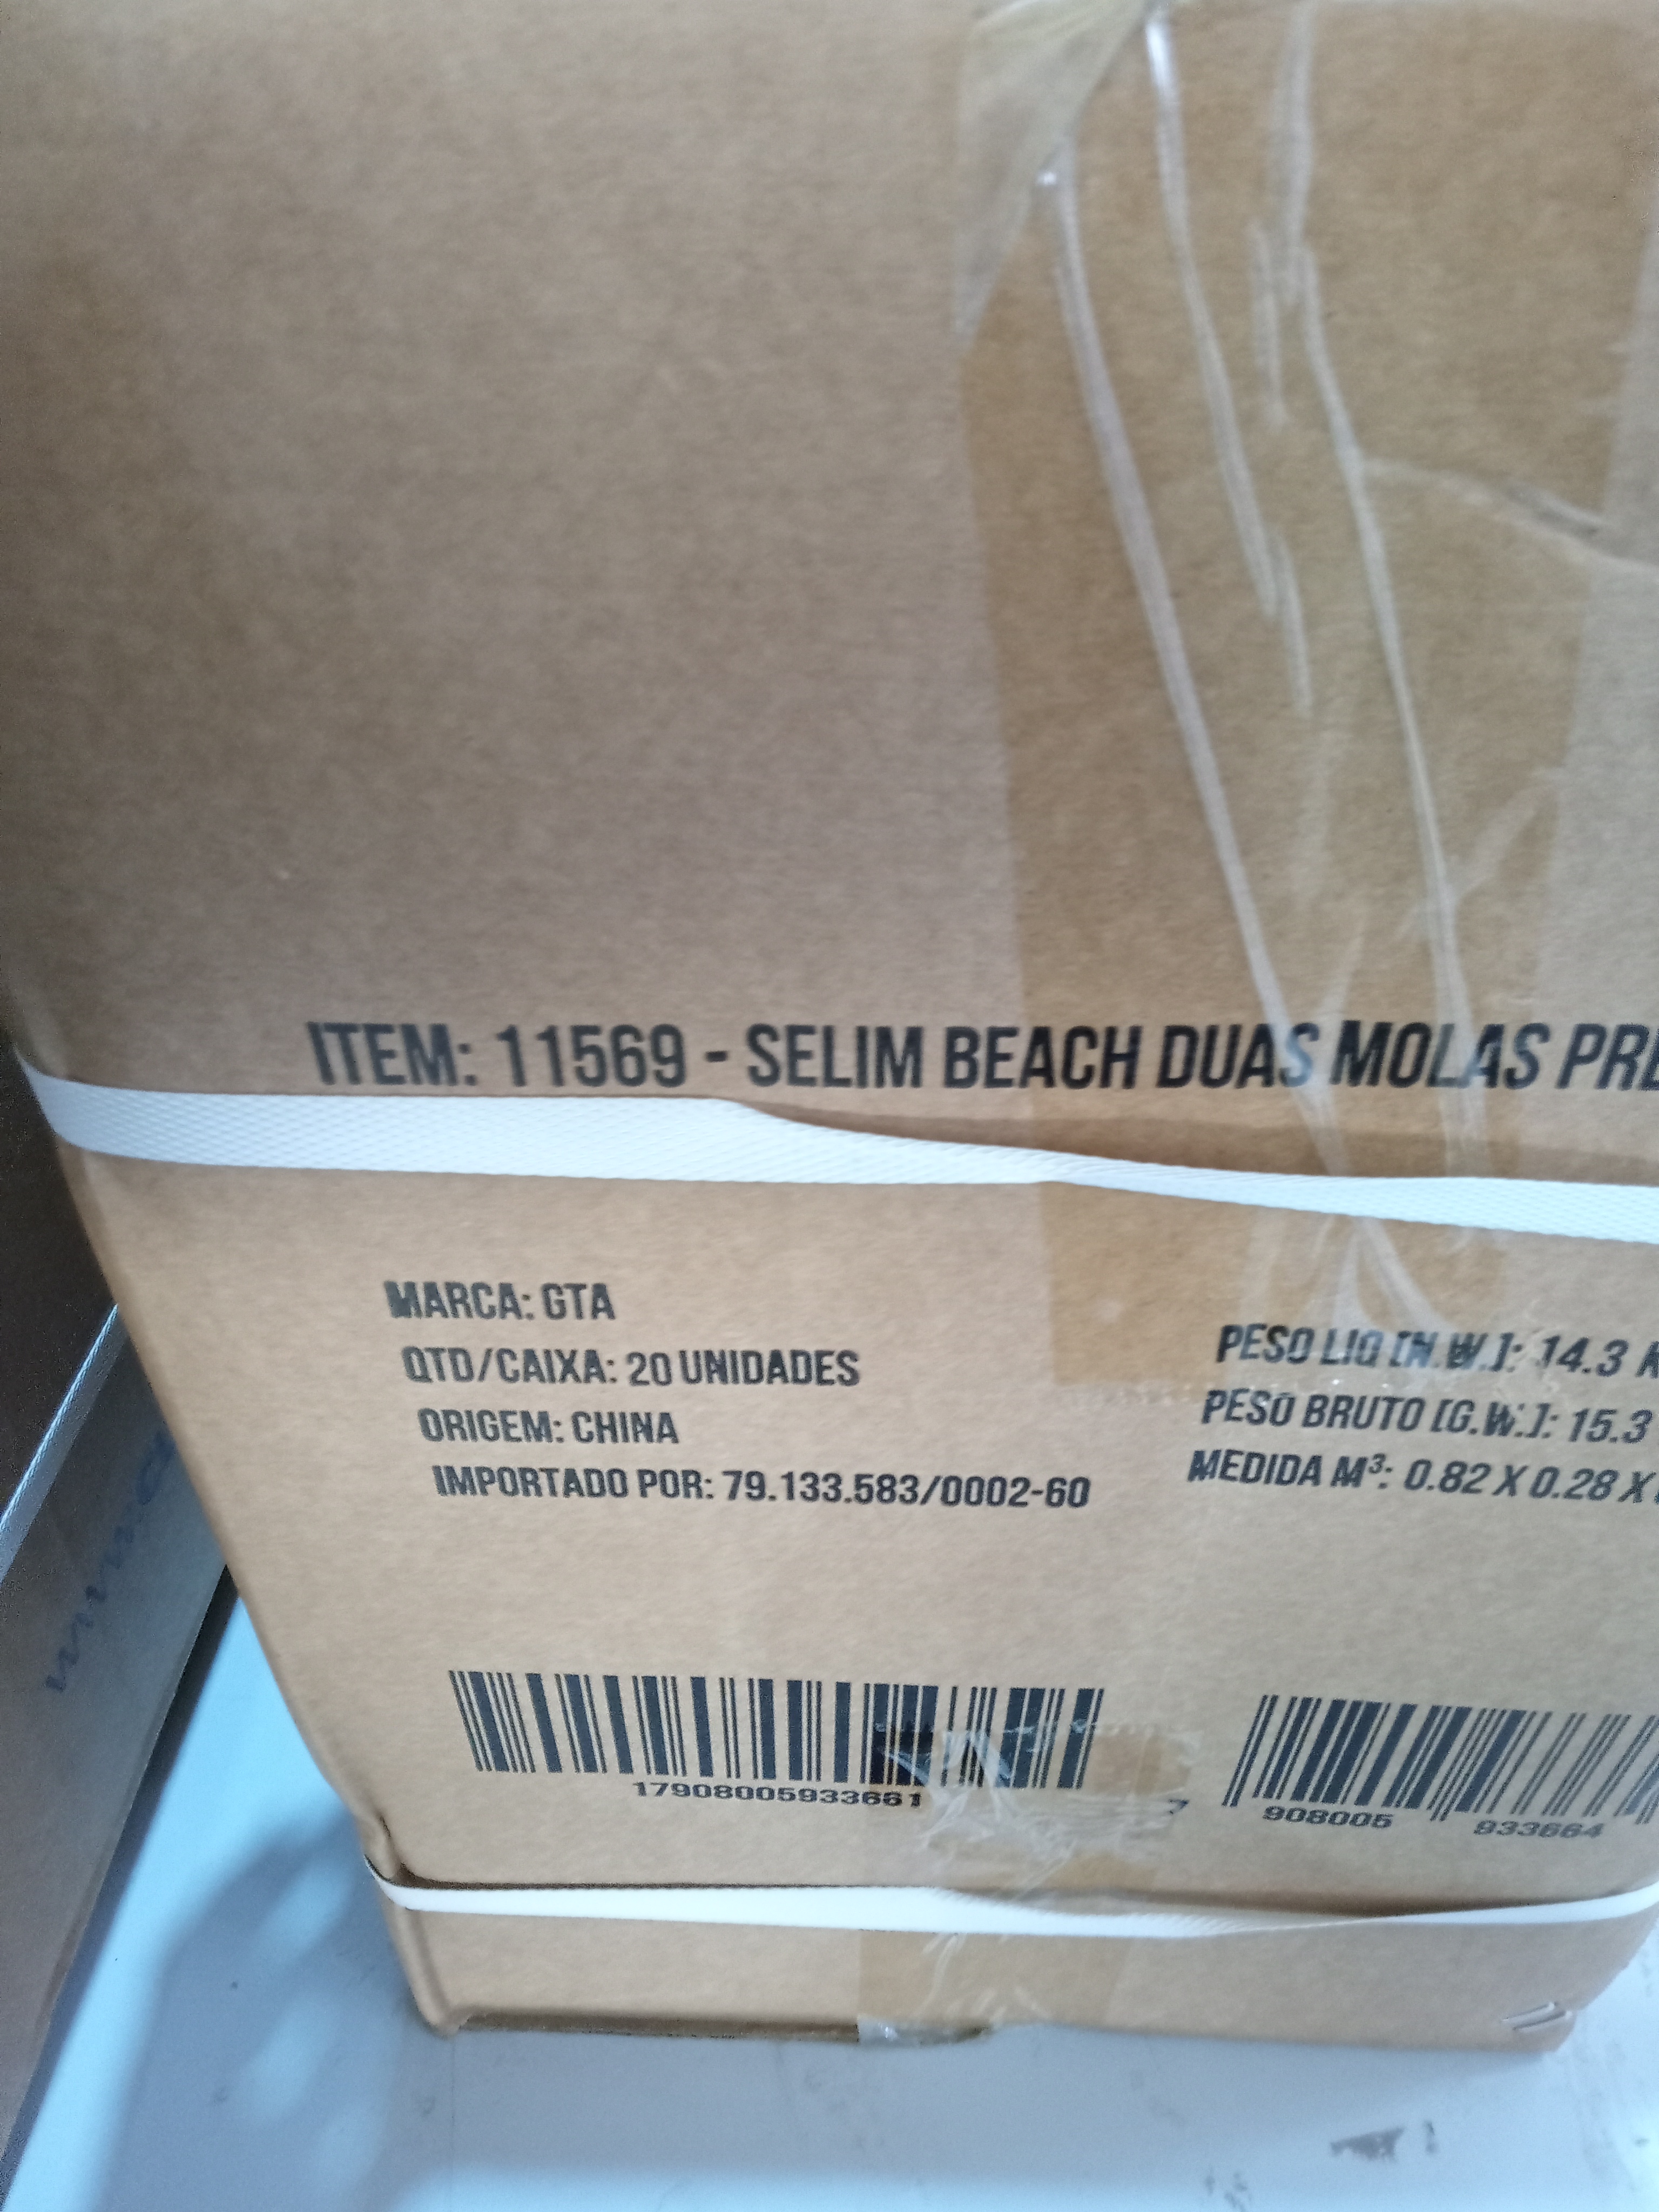 ITEM: 11569 - SELIM BEACH DUAS MOLAS
MARCA: GTA
QTD/CAIXA: 20 UNIDADES
ORIGEM: CHINA
IMPORTADO POR: 79.133.583/0002-60
PESO LIQ [N.W.]: 14.3
PESO BRUTO [G.W.]: 15.3
MEDIDA M³: 0.82 X 0.28 X
17908005933661
908005 933664